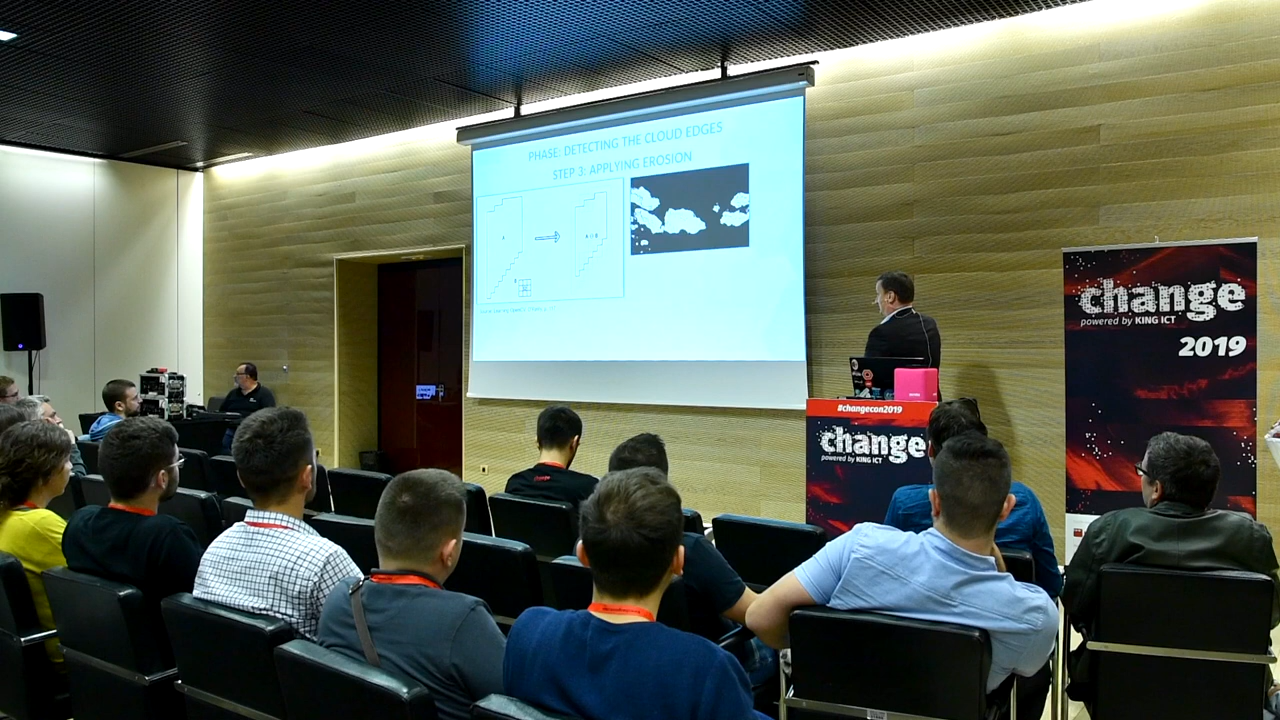 PHASE: DETECTING THE CLOUD EDGES
STEP 3: APPLYING EROSION
A
#changecon2019
change
powered by KING ICT
change
powered by KING ICT
2019